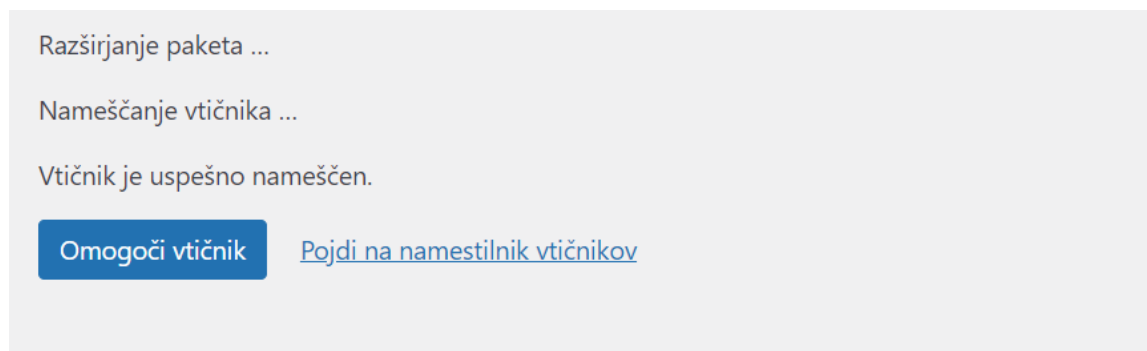 Razširjanje paketa …
Nameščanje vtičnika …
Vtičnik je uspešno nameščen.
Omogoči vtičnik Pojdi na namestilnik vtičnikov